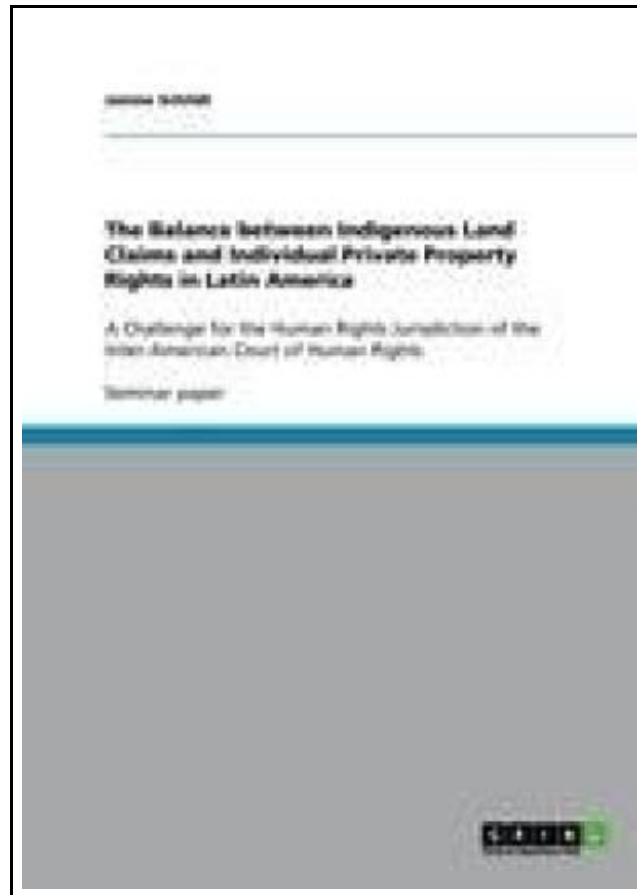 The Balance between Indigenous Land
Claims and Individual Private Property
Rights in Latin America
A Challenge for the Human Rights Jurisdiction of the
Inter-American Court of Human Rights
Seminar paper
GRIN